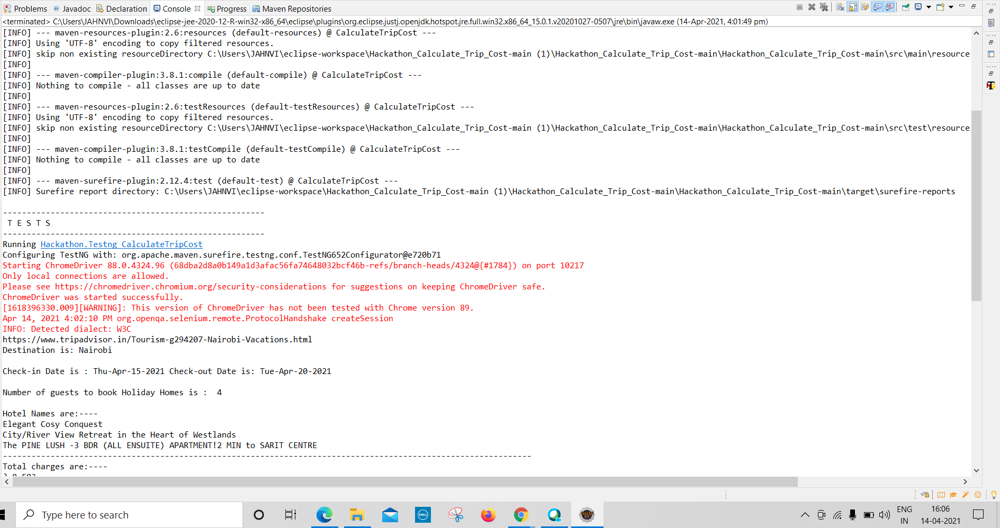 Problems @ Javadoc Declaration Console Progress Maven Repositories
<terminated> C:\Users\JAHNVI\Downloads\eclipse-jee-2020-12-R-win32-x86_64\eclipse\plugins\org.eclipse.justj.openjdk.hotspot.jre.full.win32.x86_64_15.0.1.v20201027-0507\jre\bin\javaw.exe (14-Apr-2021, 4:01:49 pm)
[INFO] --- maven-resources-plugin:2.6:resources (default-resources) @ CalculateTripCost ---
[INFO] Using 'UTF-8' encoding to copy filtered resources.
[INFO] skip non existing resourceDirectory C:\Users\JAHNVI\eclipse-workspace\Hackathon_Calculate_Trip_Cost-main (1)\Hackathon_Calculate_Trip_Cost-main\Hackathon_Calculate_Trip_Cost-main\src\main\resource
[INFO]
[INFO] --- maven-compiler-plugin:3.8.1:compile (default-compile) @ CalculateTripCost ---
[INFO] Nothing to compile - all classes are up to date
[INFO]
[INFO] --- maven-resources-plugin:2.6:testResources (default-testResources) @ CalculateTripCost ---
[INFO] Using 'UTF-8' encoding to copy filtered resources.
[INFO] skip non existing resourceDirectory C:\Users\JAHNVI\eclipse-workspace\Hackathon_Calculate_Trip_Cost-main (1)\Hackathon_Calculate_Trip_Cost-main\Hackathon_Calculate_Trip_Cost-main\src\test\resource
[INFO]
[INFO] --- maven-compiler-plugin:3.8.1:testCompile (default-testCompile) @ CalculateTripCost ---
[INFO] Nothing to compile - all classes are up to date
[INFO]
[INFO] --- maven-surefire-plugin:2.12.4:test (default-test) @ CalculateTripCost ---
[INFO] Surefire report directory: C:\Users\JAHNVI\eclipse-workspace\Hackathon_Calculate_Trip_Cost-main (1)\Hackathon_Calculate_Trip_Cost-main\Hackathon_Calculate_Trip_Cost-main\target\surefire-reports
-------------------------------------------------------
T E S T S
-------------------------------------------------------
Running Hackathon.Testng_CalculateTripCost
Configuring TestNG with: org.apache.maven.surefire.testng.conf.TestNG652Configurator@e720b71
Starting ChromeDriver 88.0.4324.96 (68dba2d8a0b149a1d3afac56fa74648032bcf46b-refs/branch-heads/4324@{#1784}) on port 10217
Only local connections are allowed.
Please see https://chromedriver.chromium.org/security-considerations for suggestions on keeping ChromeDriver safe.
ChromeDriver was started successfully.
[1618396330.009][WARNING]: This version of ChromeDriver has not been tested with Chrome version 89.
Apr 14, 2021 4:02:10 PM org.openqa.selenium.remote.ProtocolHandshake createSession
INFO: Detected dialect: W3C
https://www.tripadvisor.in/Tourism-g294207-Nairobi-Vacations.html
Destination is: Nairobi
Check-in Date is : Thu-Apr-15-2021 Check-out Date is: Tue-Apr-20-2021
Number of guests to book Holiday Homes is :  4
Hotel Names are:----
Elegant Cosy Conquest
City/River View Retreat in the Heart of Westlands
The PINE LUSH -3 BDR (ALL ENSUITE) APARTMENT!2 MIN to SARIT CENTRE
---------------------------------------------------------------------------------------------------------------
Total charges are:----
Type here to search
DELL
ENG
IN
16:06
14-04-2021